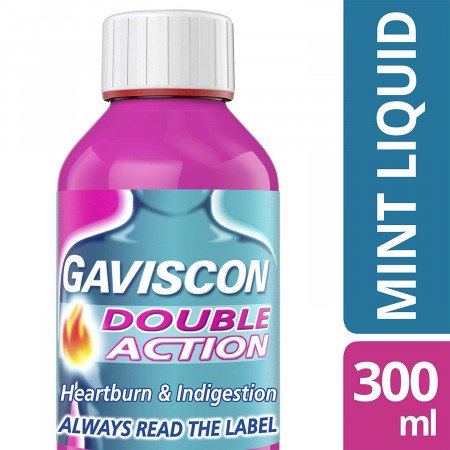 GAVISCON
DOUBLE
ACTION
Heartburn & Indigestion
ALWAYS READ THE LABEL
MINT LIQUID
300
ml